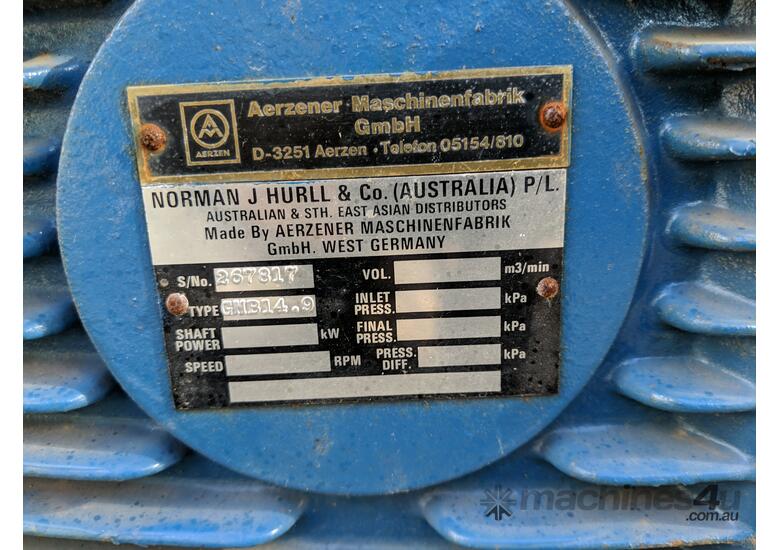 AERZEN
Aerzener Maschinenfabrik
GmbH
D-3251 Aerzen · Telefon 05154/810
NORMAN J HURLL & Co. (AUSTRALIA) P/L.
AUSTRALIAN & STH. EAST ASIAN DISTRIBUTORS
Made By AERZENER MASCHINENFABRIK
GmbH. WEST GERMANY
S/No. 267817
VOL. m3/min
TYPE GMB14.9
INLET PRESS. kPa
SHAFT POWER kW
FINAL PRESS. kPa
SPEED RPM
PRESS. DIFF. kPa
machines4u
.com.au